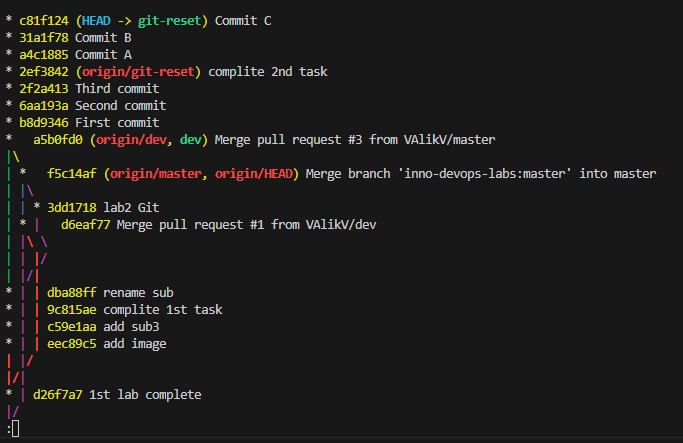 * c81f124 (HEAD -> git-reset) Commit C
* 31a1f78 Commit B
* a4c1885 Commit A
* 2ef3842 (origin/git-reset) complite 2nd task
* 2f2a413 Third commit
* 6aa193a Second commit
* b8d9346 First commit
*   a5b0fd0 (origin/dev, dev) Merge pull request #3 from VAlikV/master
|\
| *   f5c14af (origin/master, origin/HEAD) Merge branch 'inno-devops-labs:master' into master
| |\
| | * 3dd1718 lab2 Git
| * |   d6eaf77 Merge pull request #1 from VAlikV/dev
| |\ \
| | |/
| |/|
* | | dba88ff rename sub
* | | 9c815ae complite 1st task
* | | c59e1aa add sub3
* | | eec89c5 add image
| |/
|/|
* | d26f7a7 1st lab complete
|/
: